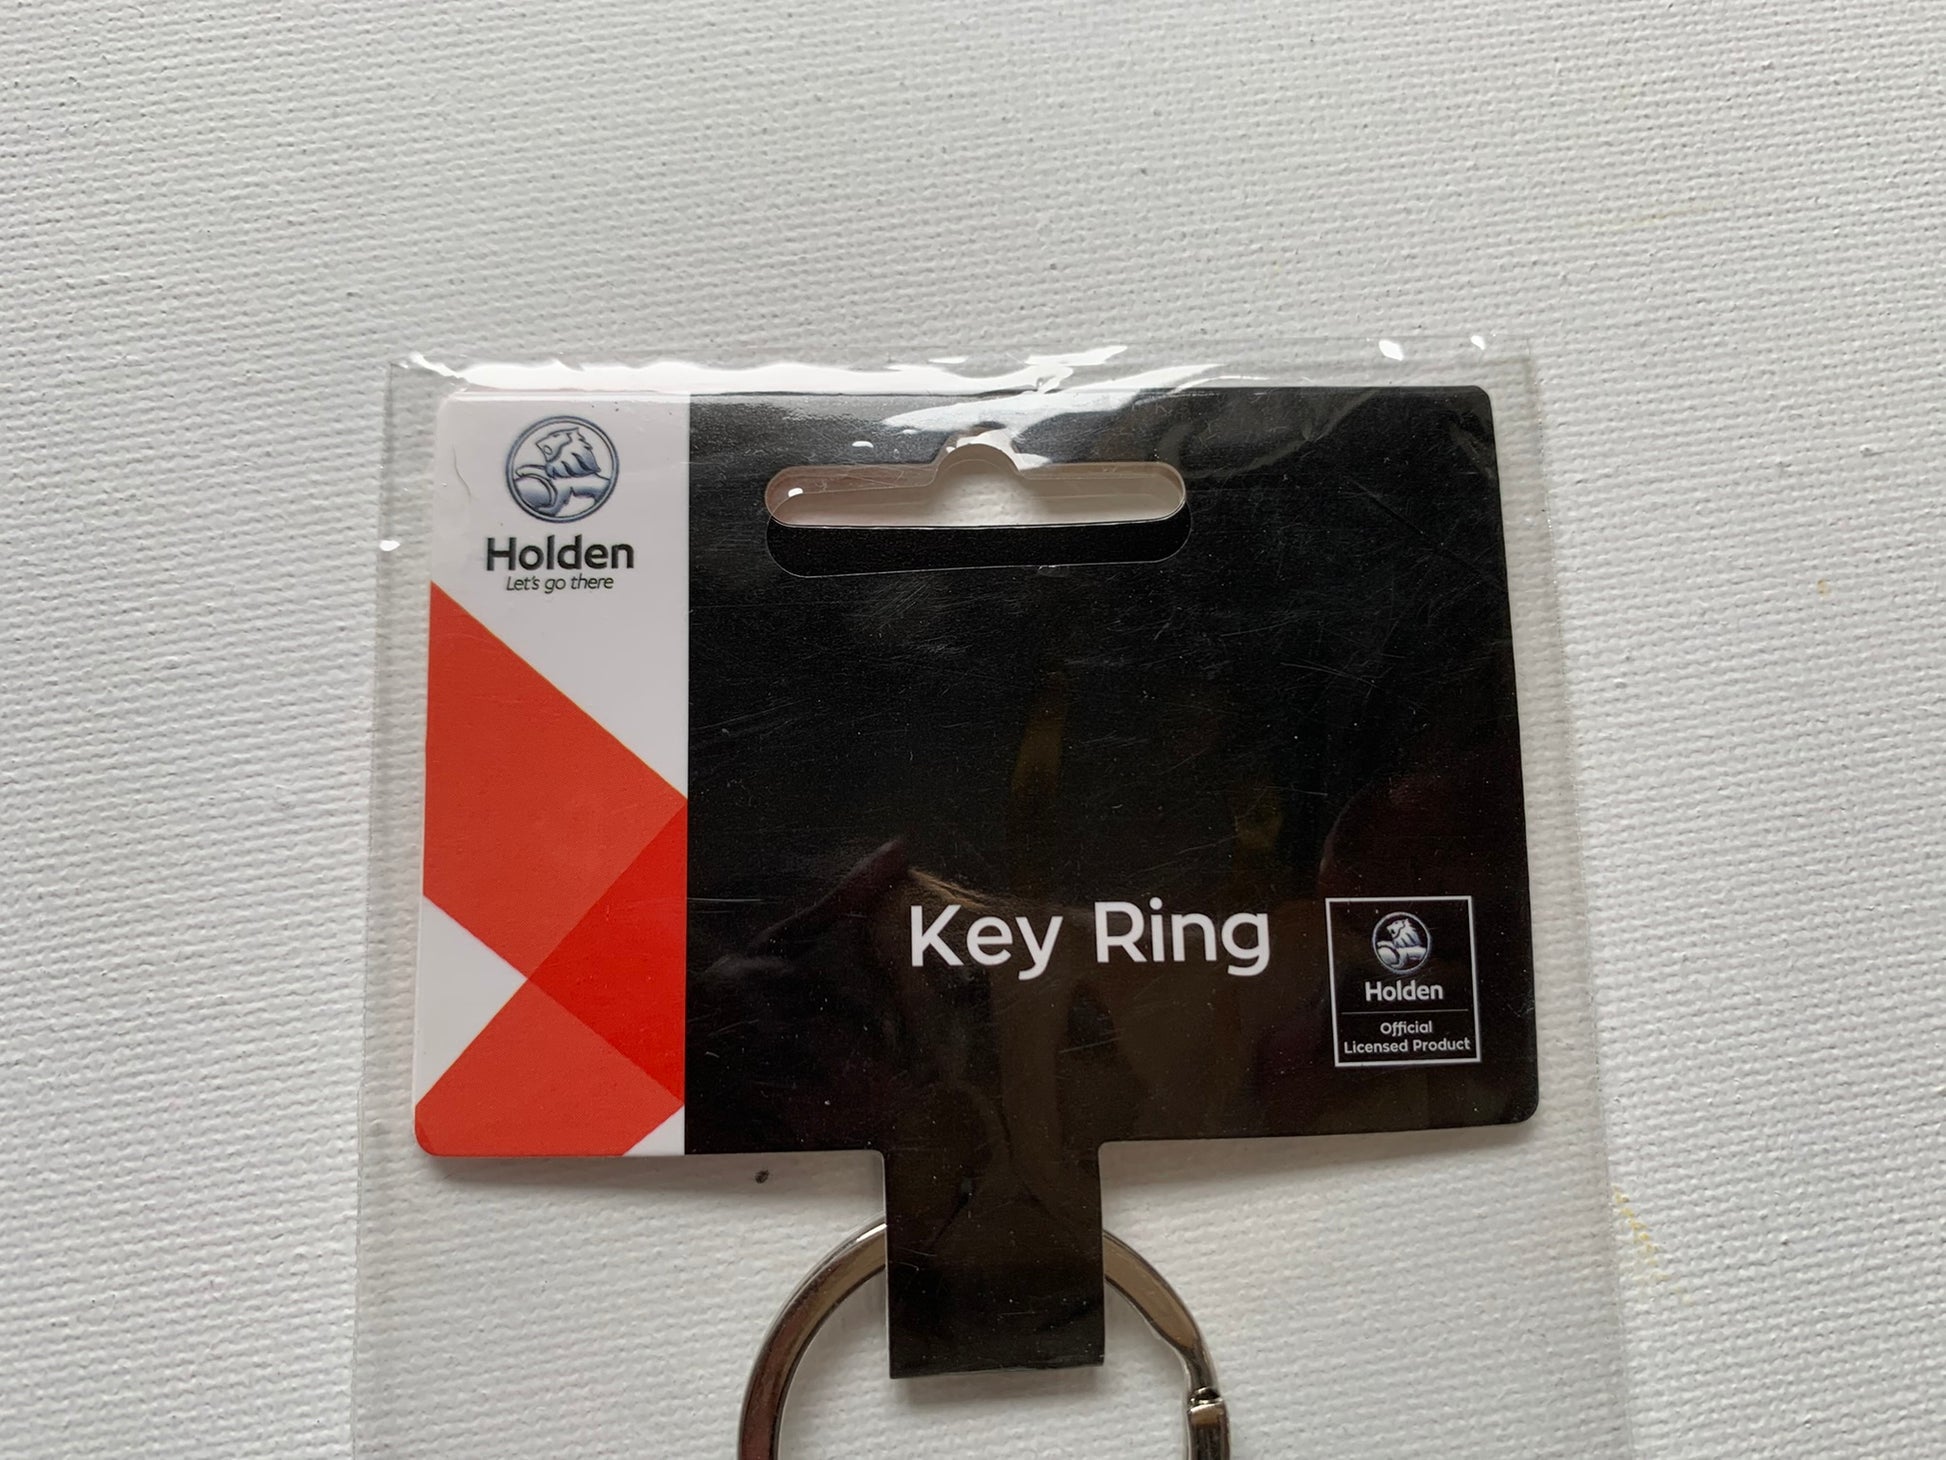 Holden
Let's go there
Key Ring
Holden
Official
Licensed Product